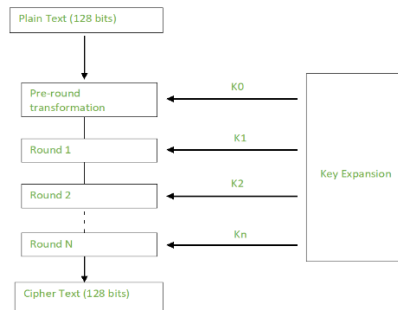 Plain Text (128 bits)
Pre-round
transformation
K0
Round 1
K1
Key Expansion
Round 2
K2
Round N
Kn
Cipher Text (128 bits)